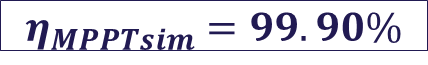 η_MPPTsim = 99.90%